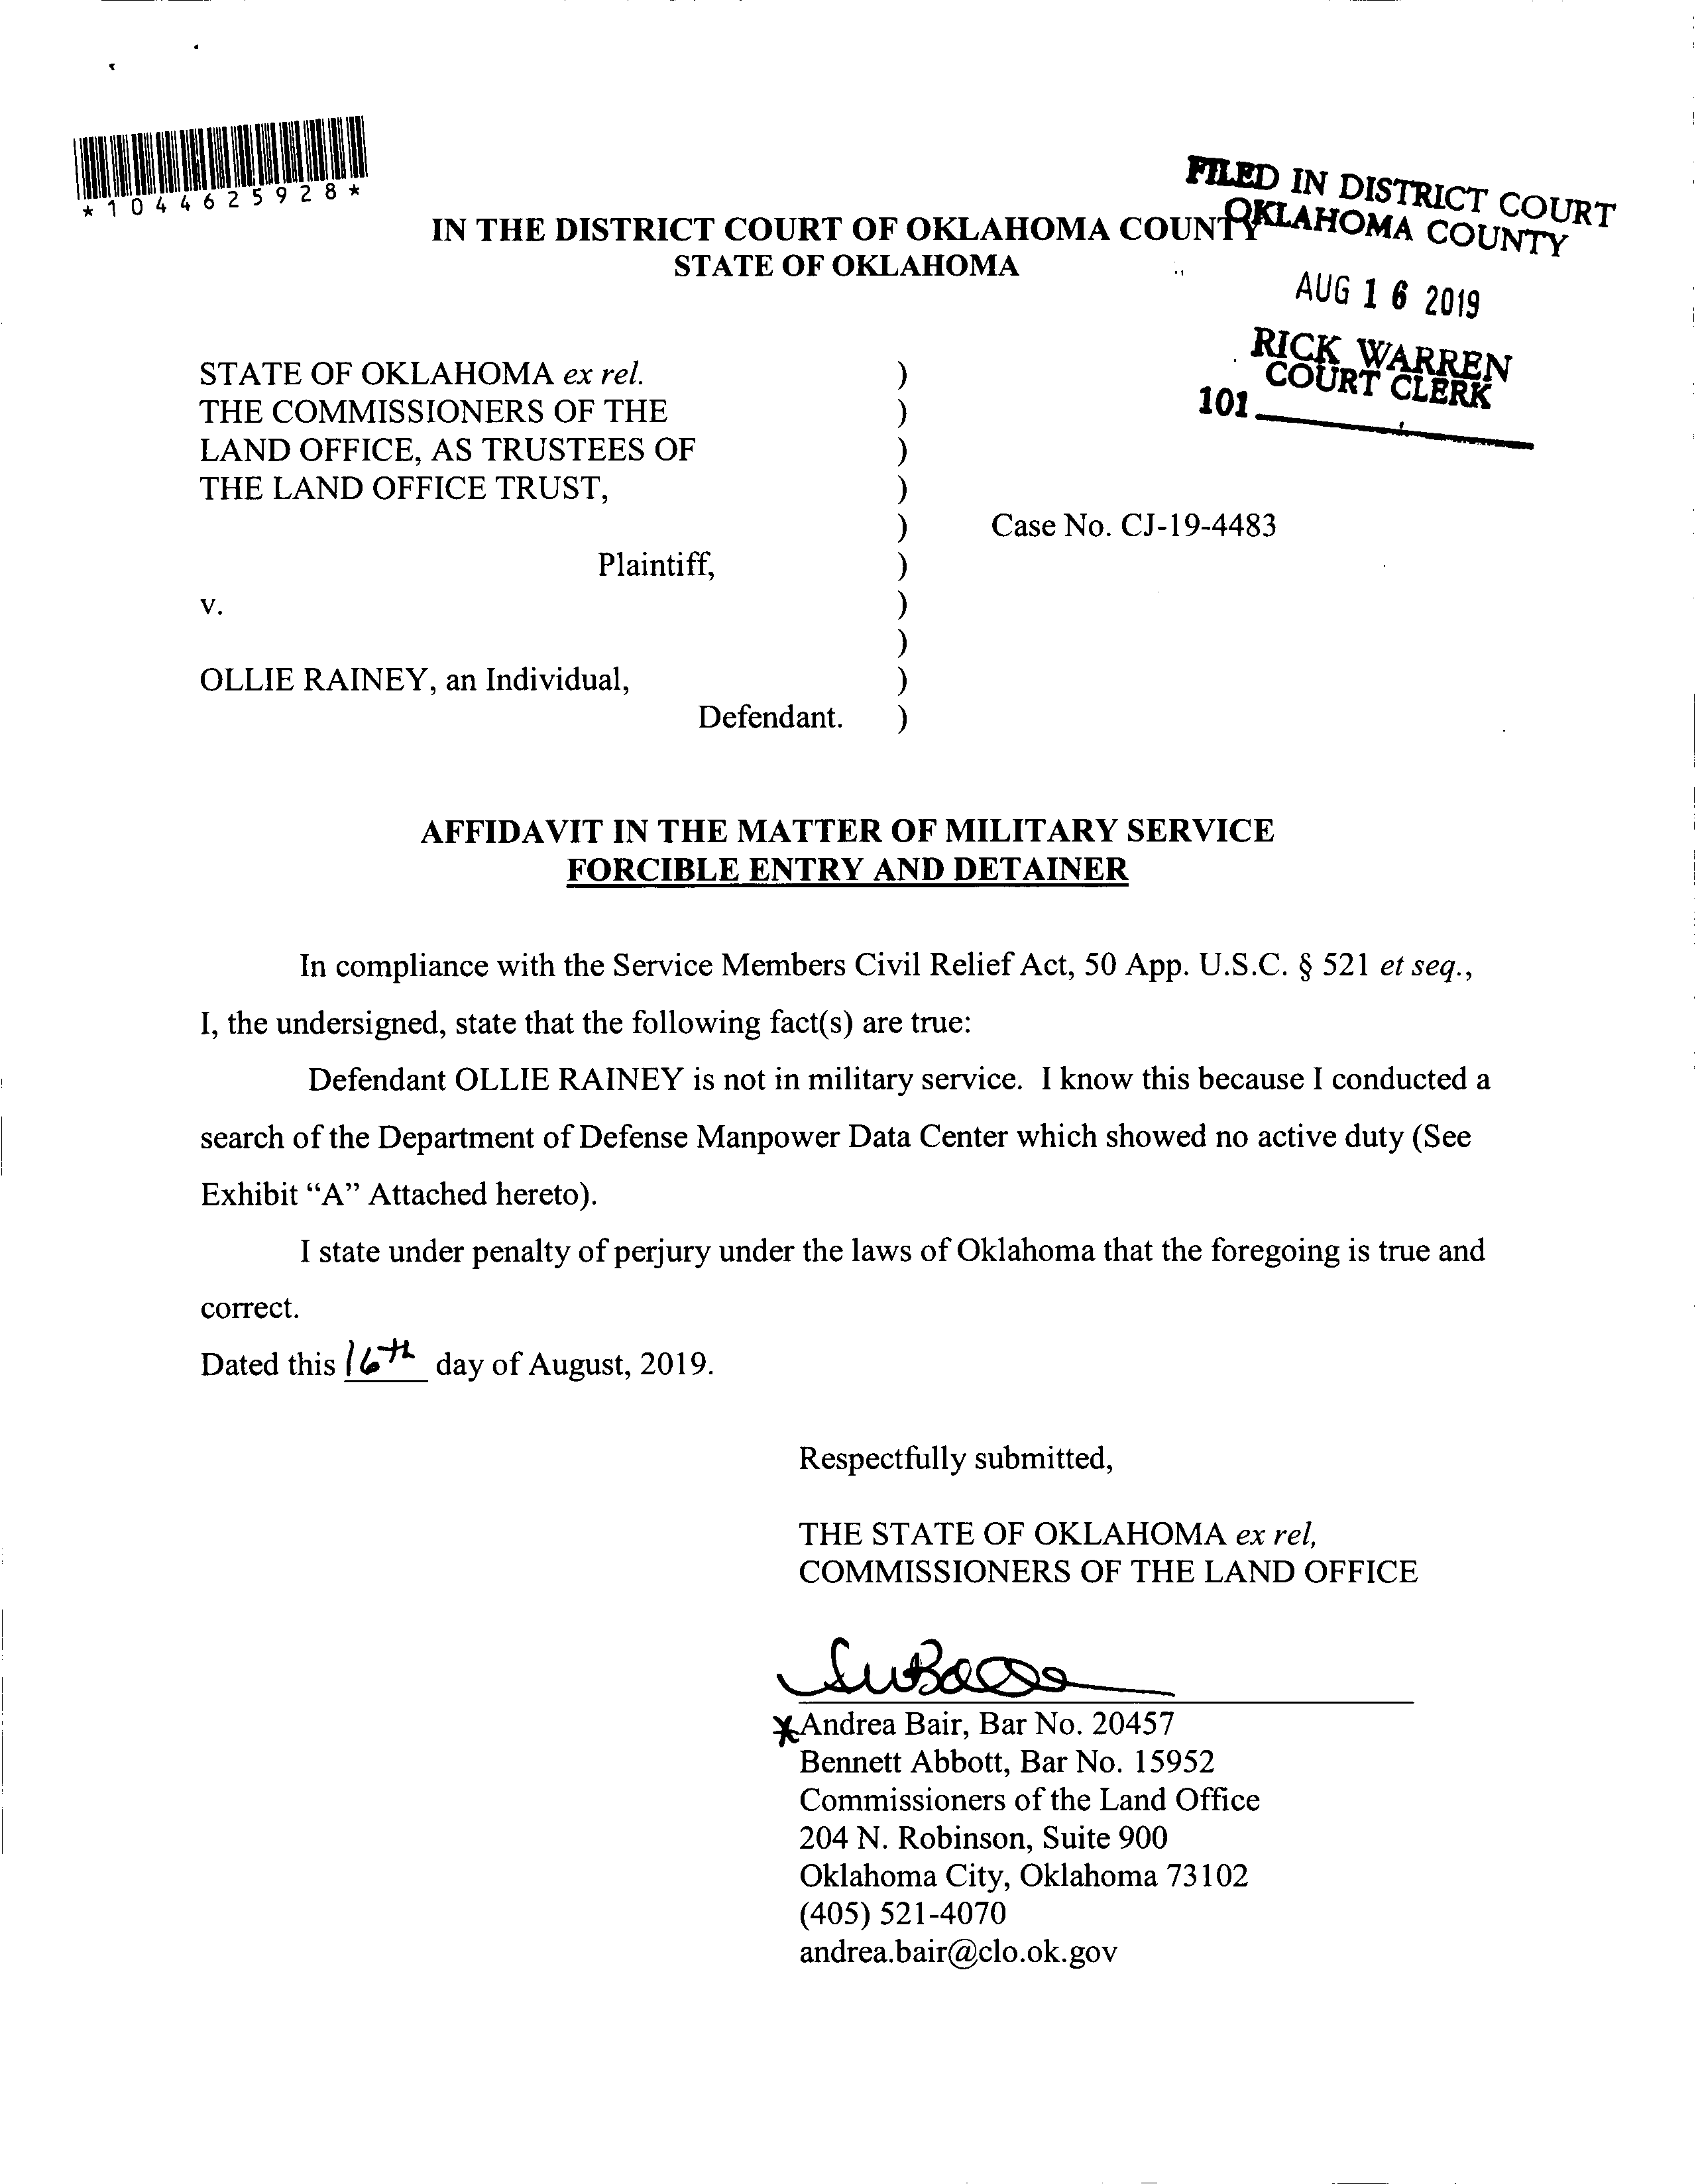 *1044625928*
FILED IN DISTRICT COURT
OKLAHOMA COUNTY
IN THE DISTRICT COURT OF OKLAHOMA COUNTY
STATE OF OKLAHOMA
AUG 16 2019
RICK WARREN
COURT CLERK
101
STATE OF OKLAHOMA ex rel. )
THE COMMISSIONERS OF THE )
LAND OFFICE, AS TRUSTEES OF )
THE LAND OFFICE TRUST, )
) Case No. CJ-19-4483
Plaintiff, )
v. )
)
OLLIE RAINEY, an Individual, )
Defendant. )
AFFIDAVIT IN THE MATTER OF MILITARY SERVICE
FORCIBLE ENTRY AND DETAINER
In compliance with the Service Members Civil Relief Act, 50 App. U.S.C. § 521 et seq.,
I, the undersigned, state that the following fact(s) are true:
Defendant OLLIE RAINEY is not in military service. I know this because I conducted a
search of the Department of Defense Manpower Data Center which showed no active duty (See
Exhibit “A” Attached hereto).
I state under penalty of perjury under the laws of Oklahoma that the foregoing is true and
correct.
Dated this 16th day of August, 2019.
Respectfully submitted,
THE STATE OF OKLAHOMA ex rel,
COMMISSIONERS OF THE LAND OFFICE
Andrea Bair, Bar No. 20457
Bennett Abbott, Bar No. 15952
Commissioners of the Land Office
204 N. Robinson, Suite 900
Oklahoma City, Oklahoma 73102
(405) 521-4070
andrea.bair@clo.ok.gov